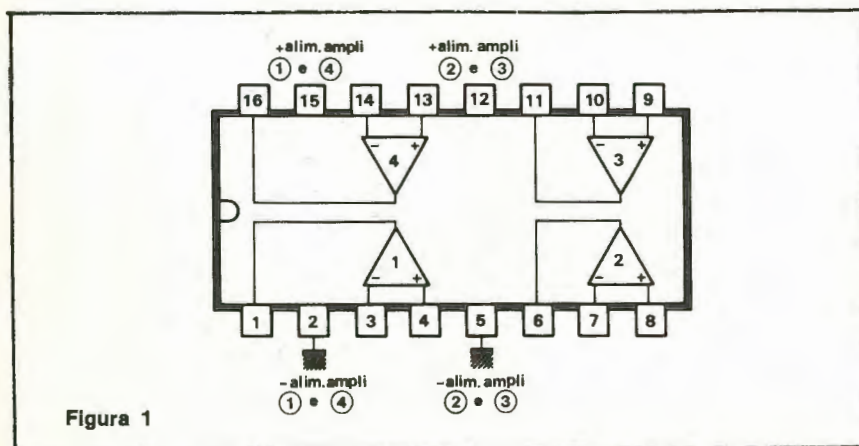 +alim. ampli +alim. ampli
① e ④ ② e ③
16 15 14 13 12 11 10 9
- + - +
4 3
1 2
- + - +
1 2 3 4 5 6 7 8
-alim. ampli -alim. ampli
① e ④ ② e ③
Figura 1